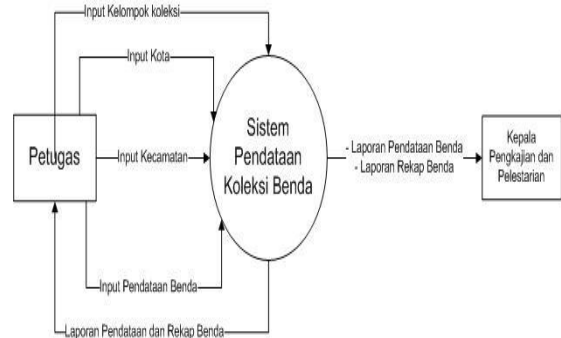 Input Kelompok koleksi
Input Kota
Petugas
Input Kecamatan
Sistem
Pendataan
Koleksi Benda
- Laporan Pendataan Benda
- Laporan Rekap Benda
Kepala
Pengkajian dan
Pelestarian
Input Pendataan Benda
Laporan Pendataan dan Rekap Benda